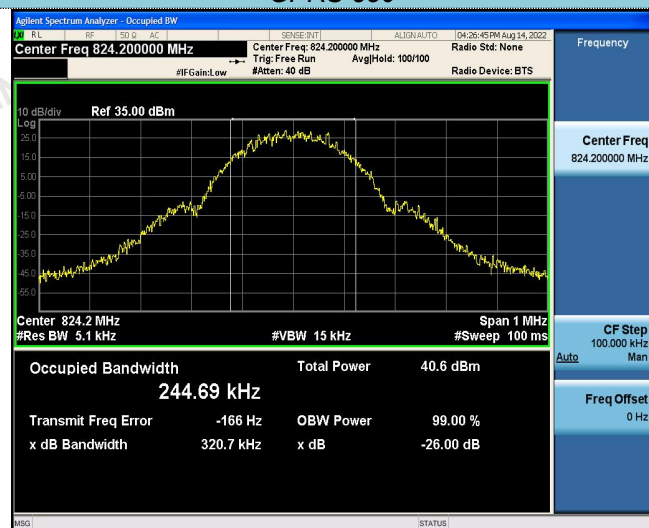 Agilent Spectrum Analyzer - Occupied BW
RL RF 50 Ω AC SENSE:INT ALIGN AUTO 04:26:45 PM Aug 14, 2022
Center Freq 824.200000 MHz
Center Freq: 824.200000 MHz
Radio Std: None
Trig: Free Run Avg|Hold: 100/100
#IFGain:Low #Atten: 40 dB Radio Device: BTS
Frequency
10 dB/div Ref 35.00 dBm
Log
25.0
15.0
5.00
-5.00
-15.0
-25.0
-35.0
-45.0
-55.0
Center Freq
824.200000 MHz
Center 824.2 MHz Span 1 MHz
#Res BW 5.1 kHz #VBW 15 kHz #Sweep 100 ms
CF Step
100.000 kHz
Auto Man
Occupied Bandwidth Total Power 40.6 dBm
244.69 kHz
Transmit Freq Error -166 Hz OBW Power 99.00 %
x dB Bandwidth 320.7 kHz x dB -26.00 dB
Freq Offset
0 Hz
MSG STATUS